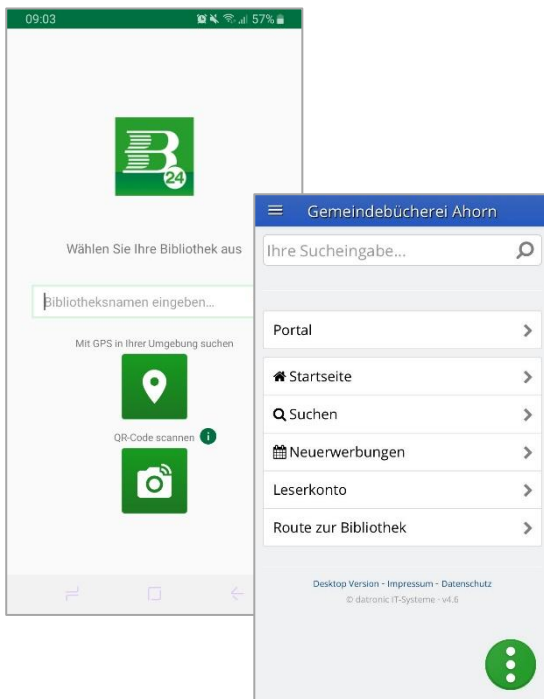 09:03
57%
B
24
Wählen Sie Ihre Bibliothek aus
Bibliotheksnamen eingeben...
Mit GPS in Ihrer Umgebung suchen
QR-Code scannen i
Gemeindebücherei Ahorn
Ihre Sucheingabe...
Portal
Startseite
Suchen
Neuerwerbungen
Leserkonto
Route zur Bibliothek
Desktop Version - Impressum - Datenschutz
© datronic IT-Systeme - v4.6